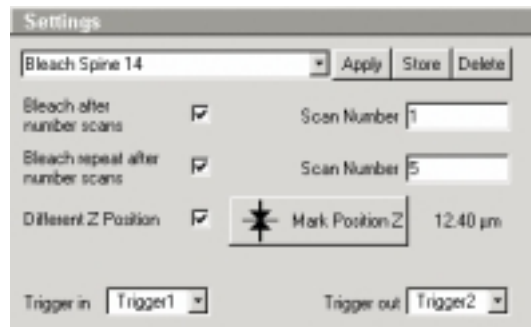 Settings
Bleach Spine 14 Apply Store Delete
Bleach after
number scans Scan Number 1
Bleach repeat after
number scans Scan Number 5
Different Z Position Mark Position Z 12.40 µm
Trigger in Trigger1 Trigger out Trigger2